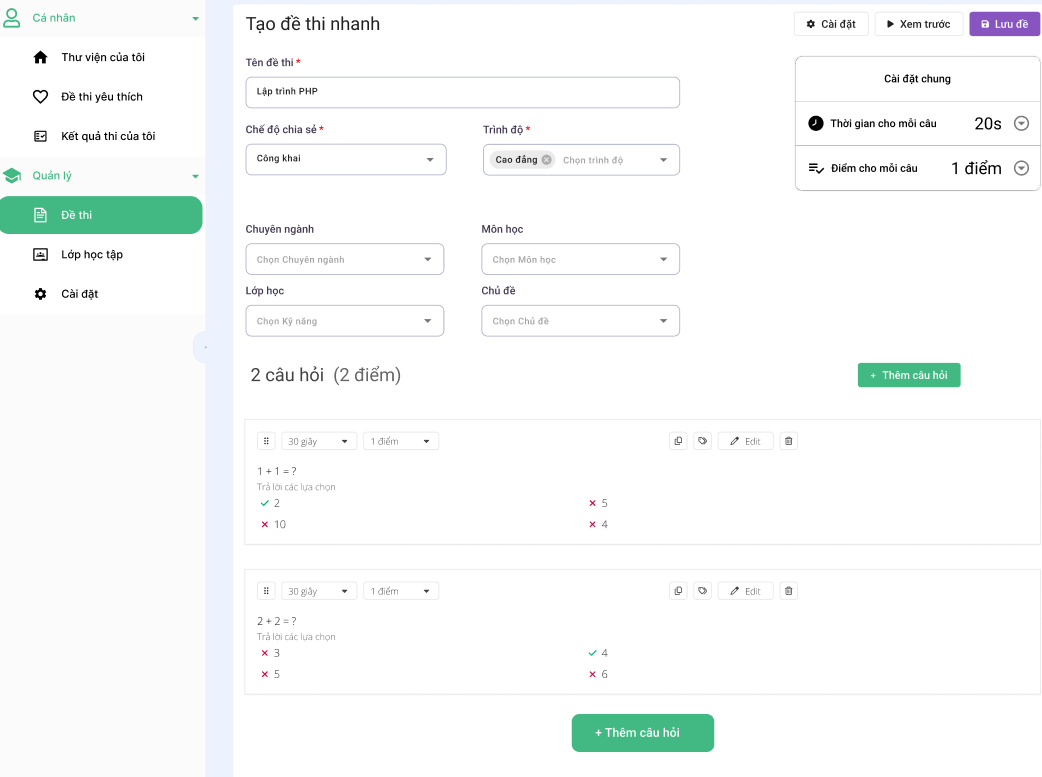 Cá nhân
Thư viện của tôi
Đề thi yêu thích
Kết quả thi của tôi
Quản lý
Đề thi
Lớp học tập
Cài đặt
Tạo đề thi nhanh
Cài đặt
Xem trước
Lưu đề
Tên đề thi *
Lập trình PHP
Chế độ chia sẻ *
Trình độ *
Công khai
Cao đẳng
Chọn trình độ
Cài đặt chung
Thời gian cho mỗi câu 20s
Điểm cho mỗi câu 1 điểm
Chuyên ngành
Môn học
Chọn Chuyên ngành
Chọn Môn học
Lớp học
Chủ đề
Chọn Kỹ năng
Chọn Chủ đề
2 câu hỏi (2 điểm)
+ Thêm câu hỏi
30 giây
1 điểm
Edit
1 + 1 = ?
Trả lời các lựa chọn
2
5
10
4
30 giây
1 điểm
Edit
2 + 2 = ?
Trả lời các lựa chọn
3
4
5
6
+ Thêm câu hỏi